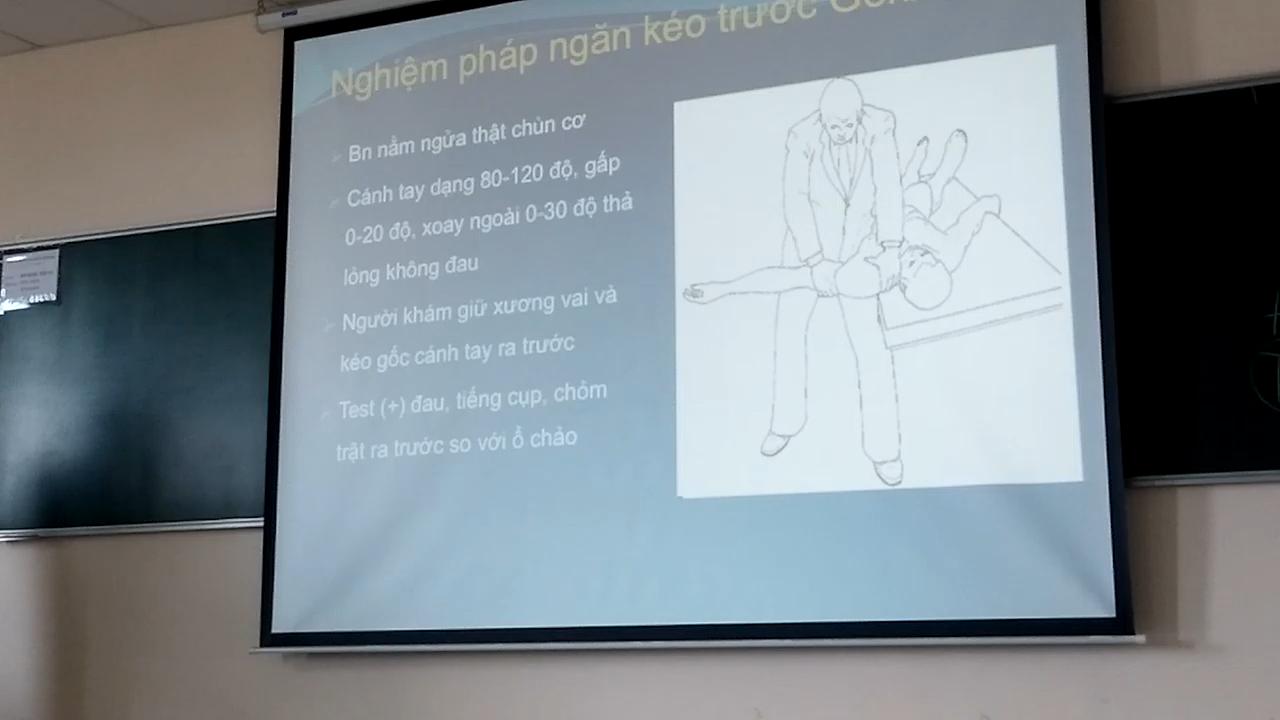 Nghiệm pháp ngăn kéo trước
Bn nằm ngửa thật chùn cơ
Cánh tay dạng 80-120 độ, gấp
0-20 độ, xoay ngoài 0-30 độ thả
lỏng không đau
Người khám giữ xương vai và
kéo gốc cánh tay ra trước
Test (+) đau, tiếng cụp, chỏm
trật ra trước so với ổ chảo